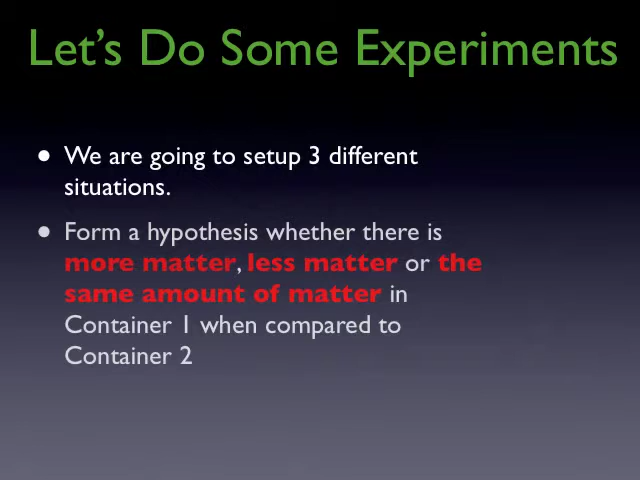 Let's Do Some Experiments
• We are going to setup 3 different
situations.
• Form a hypothesis whether there is
more matter, less matter or the
same amount of matter in
Container 1 when compared to
Container 2